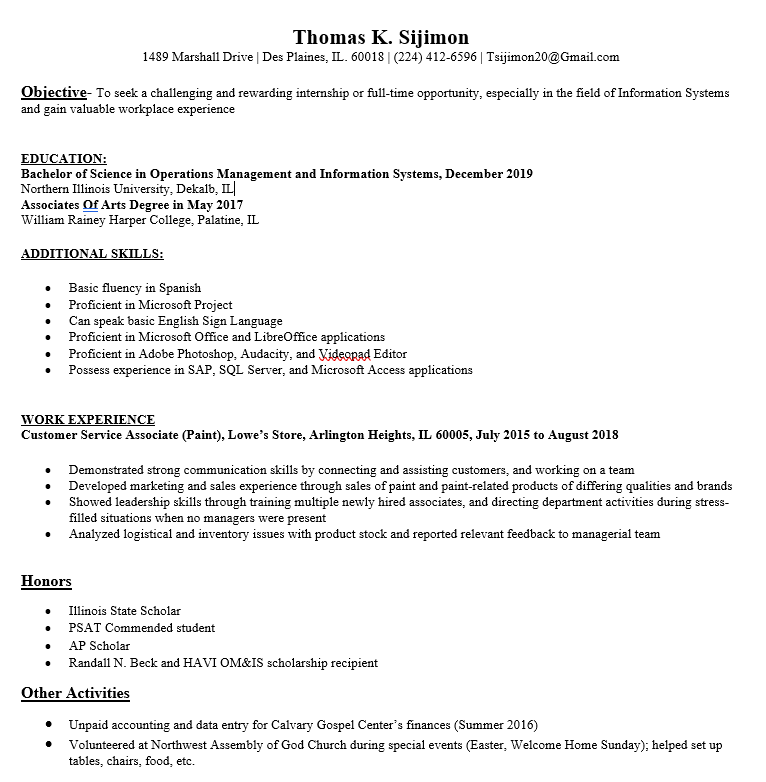 Thomas K. Sijimon
1489 Marshall Drive | Des Plaines, IL. 60018 | (224) 412-6596 | Tsijimon20@Gmail.com
Objective- To seek a challenging and rewarding internship or full-time opportunity, especially in the field of Information Systems
and gain valuable workplace experience
EDUCATION:
Bachelor of Science in Operations Management and Information Systems, December 2019
Northern Illinois University, Dekalb, IL
Associates Of Arts Degree in May 2017
William Rainey Harper College, Palatine, IL
ADDITIONAL SKILLS:
• Basic fluency in Spanish
• Proficient in Microsoft Project
• Can speak basic English Sign Language
• Proficient in Microsoft Office and LibreOffice applications
• Proficient in Adobe Photoshop, Audacity, and Videopad Editor
• Possess experience in SAP, SQL Server, and Microsoft Access applications
WORK EXPERIENCE
Customer Service Associate (Paint), Lowe's Store, Arlington Heights, IL 60005, July 2015 to August 2018
• Demonstrated strong communication skills by connecting and assisting customers, and working on a team
• Developed marketing and sales experience through sales of paint and paint-related products of differing qualities and brands
• Showed leadership skills through training multiple newly hired associates, and directing department activities during stress-
filled situations when no managers were present
• Analyzed logistical and inventory issues with product stock and reported relevant feedback to managerial team
Honors
• Illinois State Scholar
• PSAT Commended student
• AP Scholar
• Randall N. Beck and HAVI OM&IS scholarship recipient
Other Activities
• Unpaid accounting and data entry for Calvary Gospel Center's finances (Summer 2016)
• Volunteered at Northwest Assembly of God Church during special events (Easter, Welcome Home Sunday); helped set up
tables, chairs, food, etc.